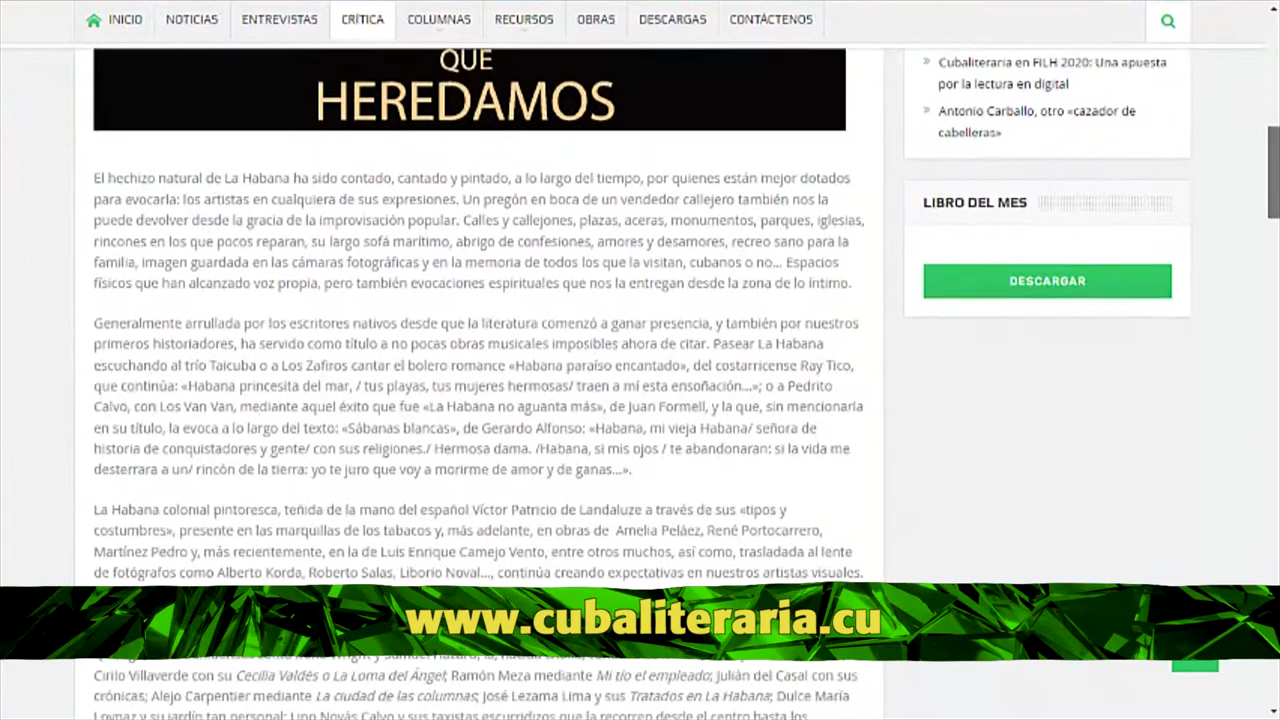 INICIO
NOTICIAS
ENTREVISTAS
CRÍTICA
COLUMNAS
RECURSOS
OBRAS
DESCARGAS
CONTÁCTENOS
QUE
HEREDAMOS
El hechizo natural de La Habana ha sido contado, cantado y pintado, a lo largo del tiempo, por quienes están mejor dotados
para evocarla: los artistas en cualquiera de sus expresiones. Un pregón en boca de un vendedor callejero también nos la
puede devolver desde la gracia de la improvisación popular. Calles y callejones, plazas, aceras, monumentos, parques, iglesias,
rincones en los que pocos reparan, su largo sofá marítimo, abrigo de confesiones, amores y desamores, recreo sano para la
familia, imagen guardada en las cámaras fotográficas y en la memoria de todos los que la visitan, cubanos o no... Espacios
físicos que han alcanzado voz propia, pero también evocaciones espirituales que nos la entregan desde la zona de lo íntimo.
Generalmente arrullada por los escritores nativos desde que la literatura comenzó a ganar presencia, y también por nuestros
primeros historiadores, ha servido como título a no pocas obras musicales imposibles ahora de citar. Pasear La Habana
escuchando al trío Taicuba o a Los Zafiros cantar el bolero romance «Habana paraíso encantado», del costarricense Ray Tico,
que continúa: «Habana princesita del mar, / tus playas, tus mujeres hermosas/ traen a mí esta ensoñación...»; o a Pedrito
Calvo, con Los Van Van, mediante aquel éxito que fue «La Habana no aguanta más», de Juan Formell, y la que, sin mencionarla
en su título, la evoca a lo largo del texto: «Sábanas blancas», de Gerardo Alfonso: «Habana, mi vieja Habana/ señora de
historia de conquistadores y gente/ con sus religiones./ Hermosa dama. /Habana, si mis ojos / te abandonaran: si la vida me
desterrara a un/ rincón de la tierra: yo te juro que voy a morirme de amor y de ganas...».
La Habana colonial pintoresca, teñida de la mano del español Víctor Patricio de Landaluze a través de sus «tipos y
costumbres», presente en las marquillas de los tabacos y, más adelante, en obras de Amelia Peláez, René Portocarrero,
Martínez Pedro y, más recientemente, en la de Luis Enrique Camejo Vento, entre otros muchos, así como, trasladada al lente
de fotógrafos como Alberto Korda, Roberto Salas, Liborio Noval..., continúa creando expectativas en nuestros artistas visuales.
Cirilo Villaverde con su Cecilia Valdés o La Loma del Ángel; Ramón Meza mediante Mi tío el empleado; Julián del Casal con sus
crónicas; Alejo Carpentier mediante La ciudad de las columnas; José Lezama Lima y sus Tratados en La Habana; Dulce María
Loynaz y su jardín tan personal; Lino Novás Calvo y sus taxistas escurridizos que la recorren desde el centro hasta los
Cubaliteraria en FILH 2020: Una apuesta
por la lectura en digital
Antonio Carballo, otro «cazador de
cabelleras»
LIBRO DEL MES
DESCARGAR
www.cubaliteraria.cu